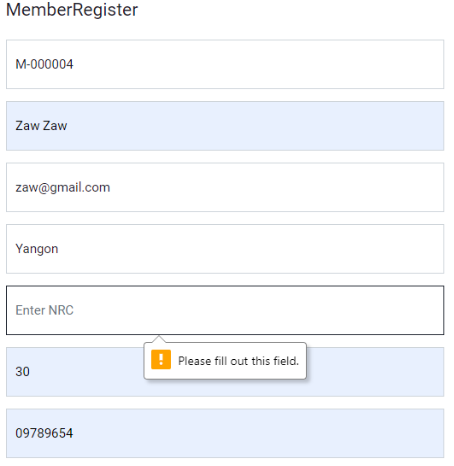 MemberRegister
M-000004
Zaw Zaw
zaw@gmail.com
Yangon
Enter NRC
! Please fill out this field.
30
09789654